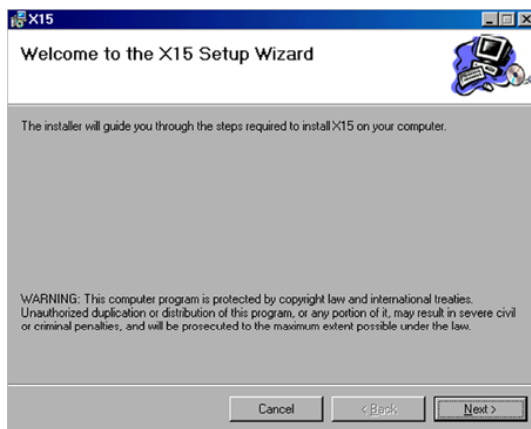 X15
Welcome to the X15 Setup Wizard
The installer will guide you through the steps required to install X15 on your computer.
WARNING: This computer program is protected by copyright law and international treaties.
Unauthorized duplication or distribution of this program, or any portion of it, may result in severe civil
or criminal penalties, and will be prosecuted to the maximum extent possible under the law.
Cancel < Back Next >